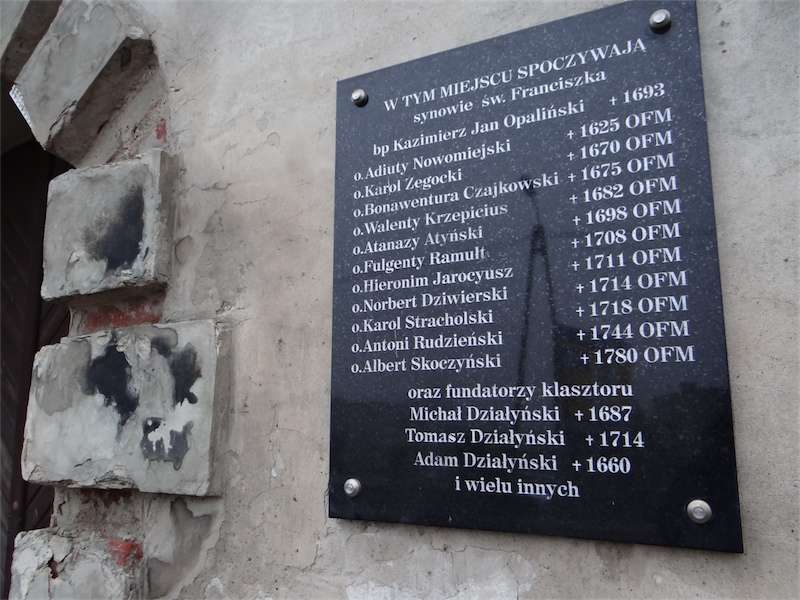 W TYM MIEJSCU SPOCZYWAJĄ
synowie św. Franciszka
bp Kazimierz Jan Opaliński + 1693
o.Adiuty Nowomiejski + 1625 OFM
o.Karol Zegocki + 1670 OFM
o.Bonawentura Czajkowski + 1675 OFM
o.Walenty Krzepicius + 1682 OFM
o.Atanazy Atyński + 1698 OFM
o.Fulgenty Ramułt + 1708 OFM
o.Hieronim Jarocyusz + 1711 OFM
o.Norbert Dziwierski + 1714 OFM
o.Karol Stracholski + 1718 OFM
o.Antoni Rudzieński + 1744 OFM
o.Albert Skoczyński + 1780 OFM
oraz fundatorzy klasztoru
Michał Działyński + 1687
Tomasz Działyński + 1714
Adam Działyński + 1660
i wielu innych